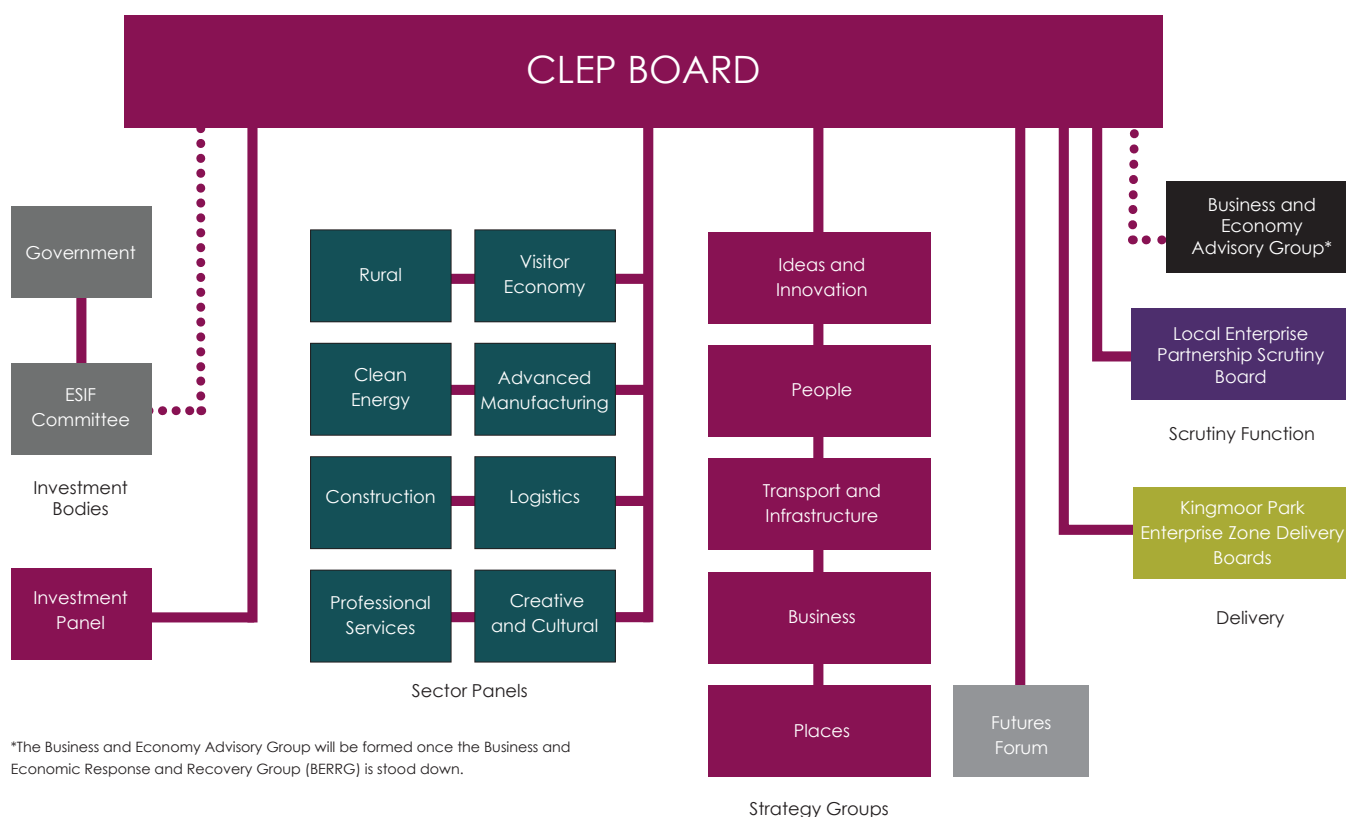 CLEP BOARD
Government
ESIF
Committee
Investment
Bodies
Investment
Panel
Rural
Visitor
Economy
Clean
Energy
Advanced
Manufacturing
Construction
Logistics
Professional
Services
Creative
and Cultural
Sector Panels
Ideas and
Innovation
People
Transport and
Infrastructure
Business
Places
Strategy Groups
Futures
Forum
Business and
Economy
Advisory Group*
Local Enterprise
Partnership Scrutiny
Board
Scrutiny Function
Kingmoor Park
Enterprise Zone Delivery
Boards
Delivery
*The Business and Economy Advisory Group will be formed once the Business and
Economic Response and Recovery Group (BERRG) is stood down.